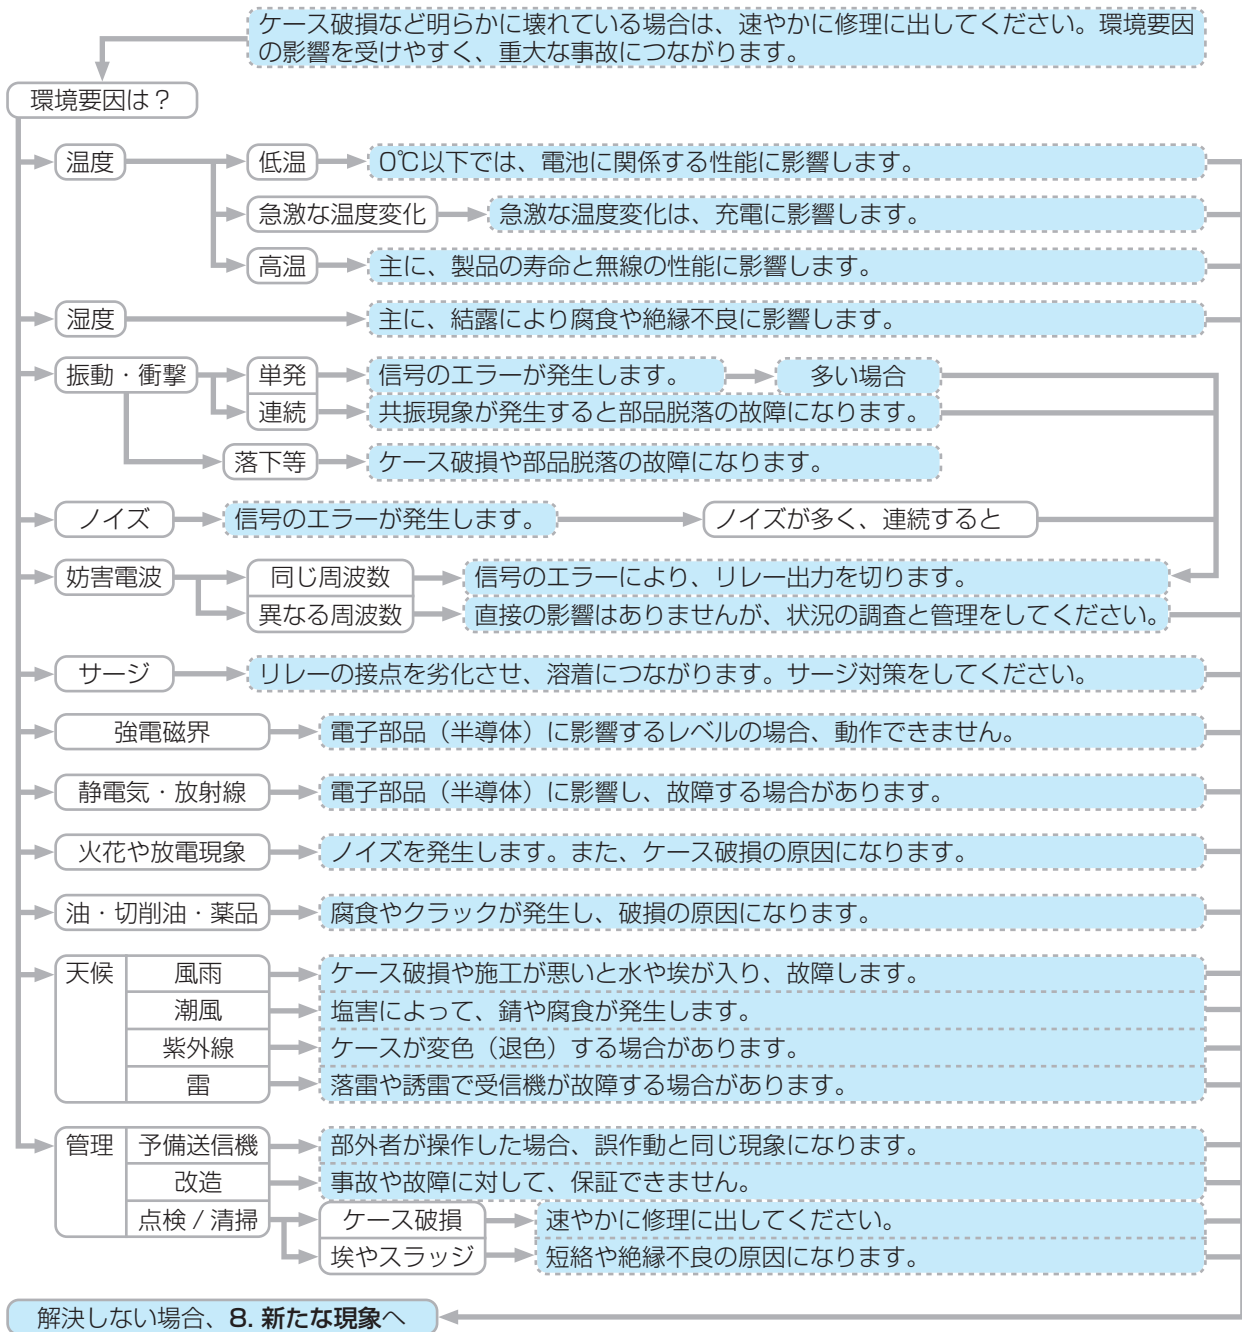 ケース破損など明らかに壊れている場合は、速やかに修理に出してください。環境要因
の影響を受けやすく、重大な事故につながります。
環境要因は？
温度
低温
0℃以下では、電池に関係する性能に影響します。
急激な温度変化
急激な温度変化は、充電に影響します。
高温
主に、製品の寿命と無線の性能に影響します。
湿度
主に、結露により腐食や絶縁不良に影響します。
振動・衝撃
単発
信号のエラーが発生します。
多い場合
連続
共振現象が発生すると部品脱落の故障になります。
落下等
ケース破損や部品脱落の故障になります。
ノイズ
信号のエラーが発生します。
ノイズが多く、連続すると
妨害電波
同じ周波数
信号のエラーにより、リレー出力を切ります。
異なる周波数
直接の影響はありませんが、状況の調査と管理をしてください。
サージ
リレーの接点を劣化させ、溶着につながります。サージ対策をしてください。
強電磁界
電子部品（半導体）に影響するレベルの場合、動作できません。
静電気・放射線
電子部品（半導体）に影響し、故障する場合があります。
火花や放電現象
ノイズを発生します。また、ケース破損の原因になります。
油・切削油・薬品
腐食やクラックが発生し、破損の原因になります。
天候
風雨
ケース破損や施工が悪いと水や埃が入り、故障します。
潮風
塩害によって、錆や腐食が発生します。
紫外線
ケースが変色（退色）する場合があります。
雷
落雷や誘雷で受信機が故障する場合があります。
管理
予備送信機
部外者が操作した場合、誤作動と同じ現象になります。
改造
事故や故障に対して、保証できません。
点検 / 清掃
ケース破損
速やかに修理に出してください。
埃やスラッジ
短絡や絶縁不良の原因になります。
解決しない場合、8. 新たな現象へ